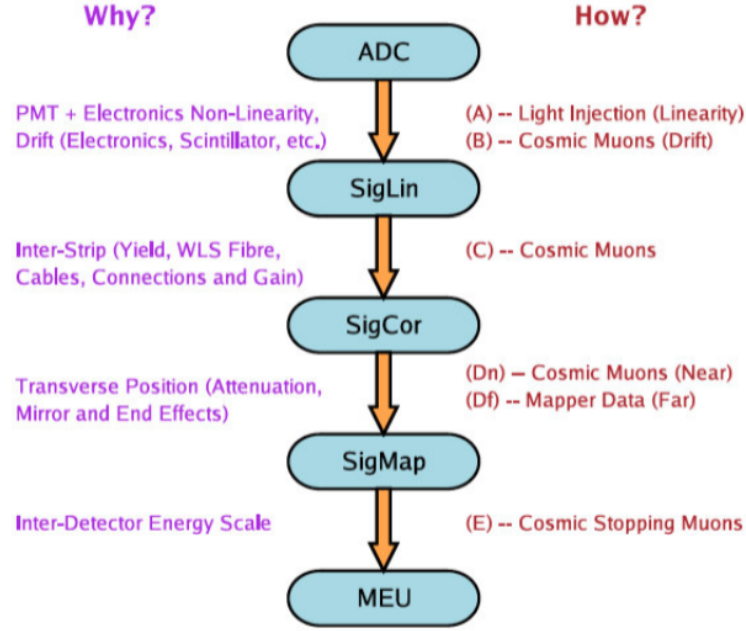 Why?
How?
ADC
PMT + Electronics Non-Linearity,
Drift (Electronics, Scintillator, etc.)
(A) -- Light Injection (Linearity)
(B) -- Cosmic Muons (Drift)
SigLin
Inter-Strip (Yield, WLS Fibre,
Cables, Connections and Gain)
(C) -- Cosmic Muons
SigCor
Transverse Position (Attenuation,
Mirror and End Effects)
(Dn) — Cosmic Muons (Near)
(Df) -- Mapper Data (Far)
SigMap
Inter-Detector Energy Scale
(E) -- Cosmic Stopping Muons
MEU